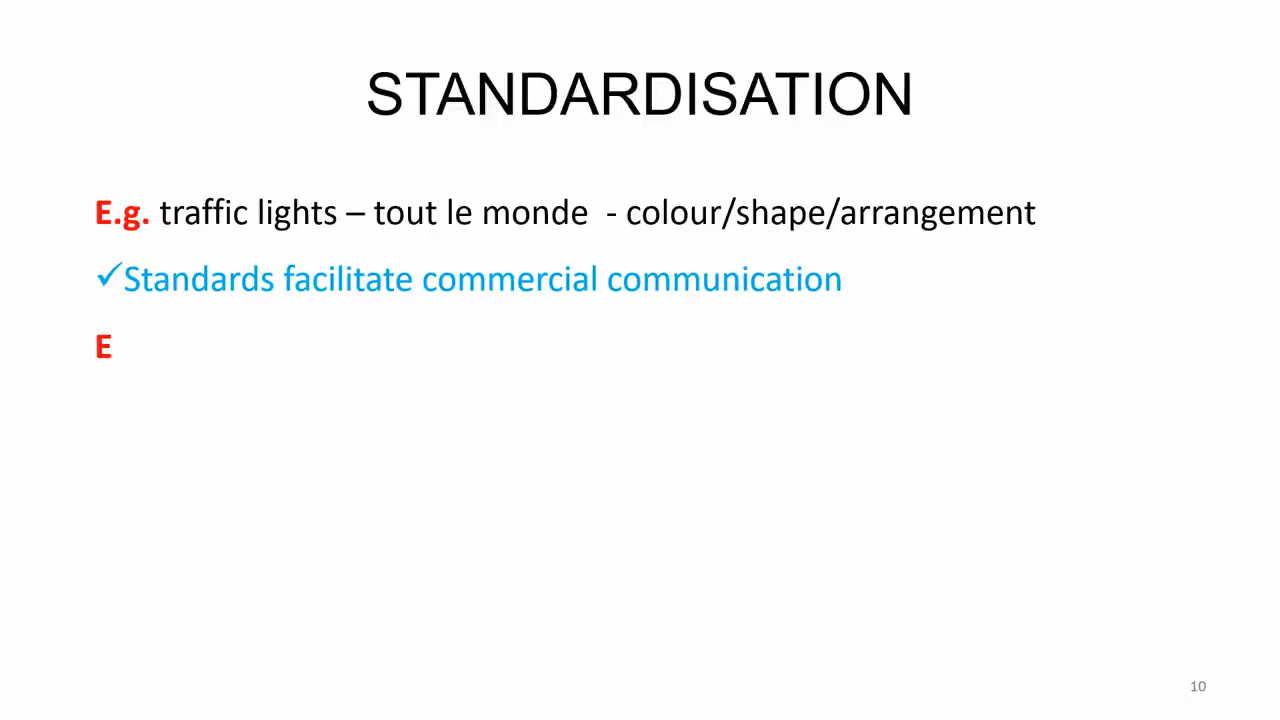 STANDARDISATION
E.g. traffic lights – tout le monde - colour/shape/arrangement
✓Standards facilitate commercial communication
E
10